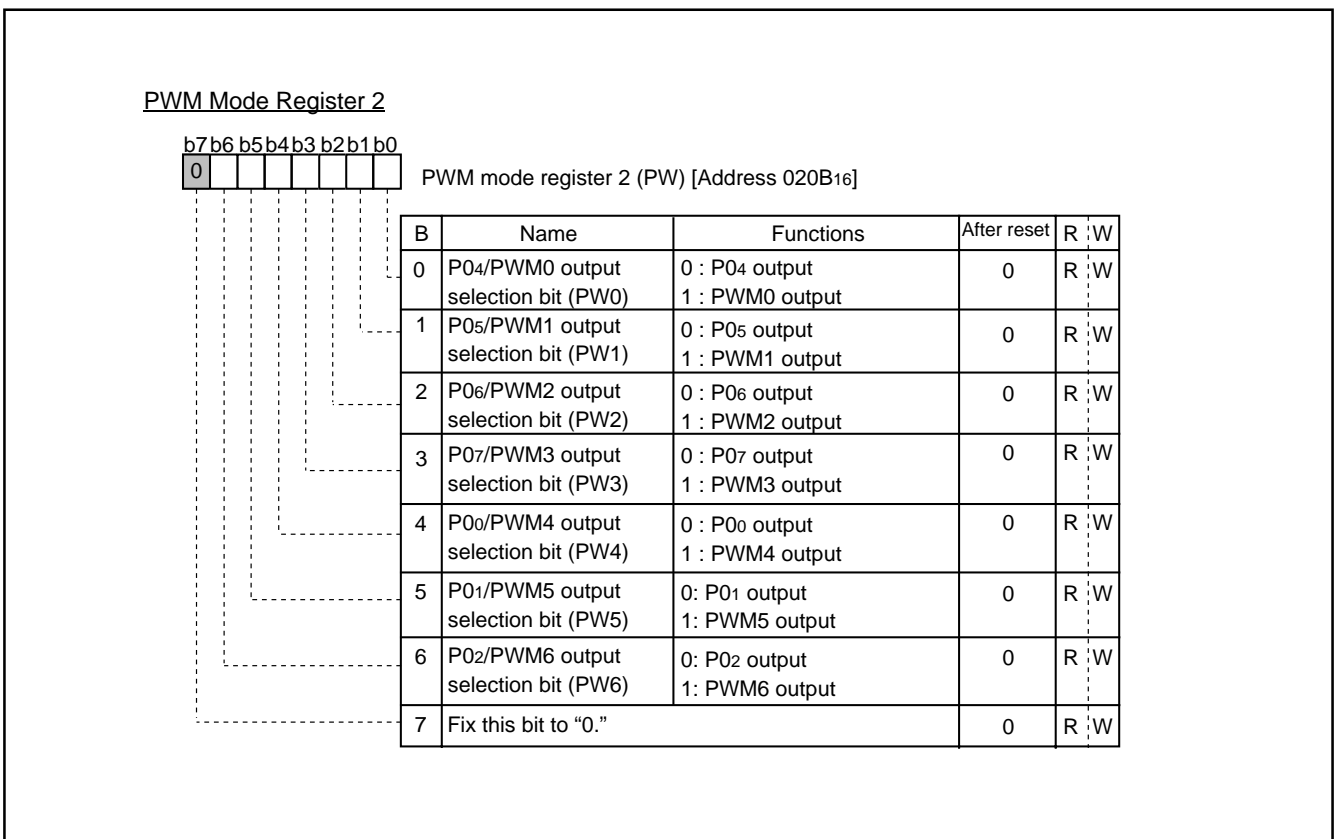 PWM Mode Register 2
b7 b6 b5 b4 b3 b2 b1 b0
0
PWM mode register 2 (PW) [Address 020B16]
B Name Functions After reset R W
0 P04/PWM0 output selection bit (PW0) 0 : P04 output 1 : PWM0 output 0 R W
1 P05/PWM1 output selection bit (PW1) 0 : P05 output 1 : PWM1 output 0 R W
2 P06/PWM2 output selection bit (PW2) 0 : P06 output 1 : PWM2 output 0 R W
3 P07/PWM3 output selection bit (PW3) 0 : P07 output 1 : PWM3 output 0 R W
4 P00/PWM4 output selection bit (PW4) 0 : P00 output 1 : PWM4 output 0 R W
5 P01/PWM5 output selection bit (PW5) 0: P01 output 1: PWM5 output 0 R W
6 P02/PWM6 output selection bit (PW6) 0: P02 output 1: PWM6 output 0 R W
7 Fix this bit to “0.” 0 R W